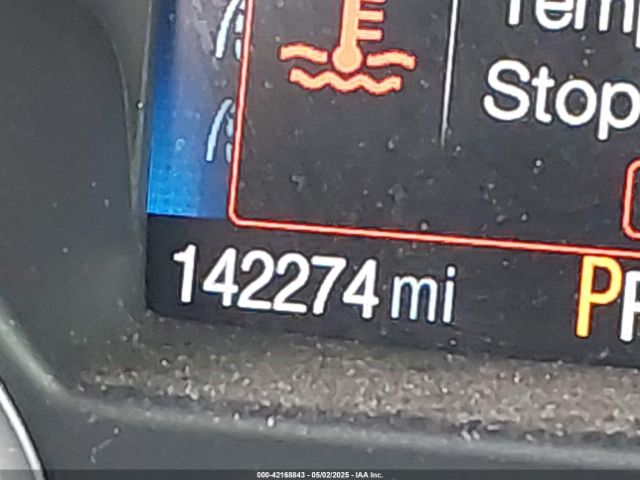 Stop
142274 mi
P
000-42168843 - 05/02/2025 - IAA Inc.